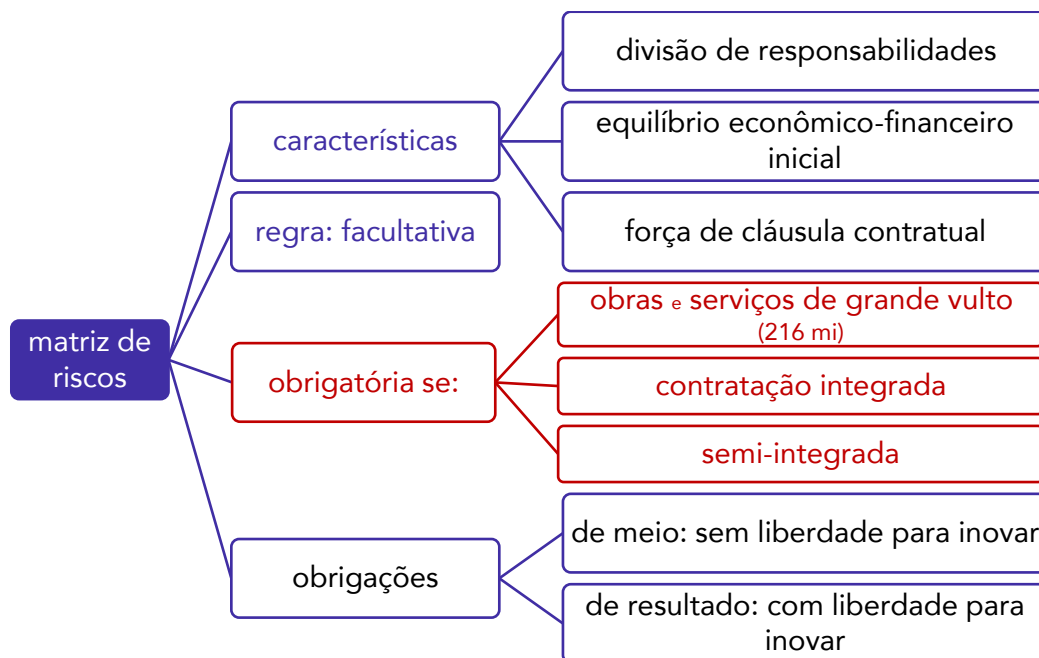 matriz de
riscos
características
divisão de responsabilidades
equilíbrio econômico-financeiro
inicial
força de cláusula contratual
regra: facultativa
obrigatória se:
obras e serviços de grande vulto
(216 mi)
contratação integrada
semi-integrada
obrigações
de meio: sem liberdade para inovar
de resultado: com liberdade para
inovar